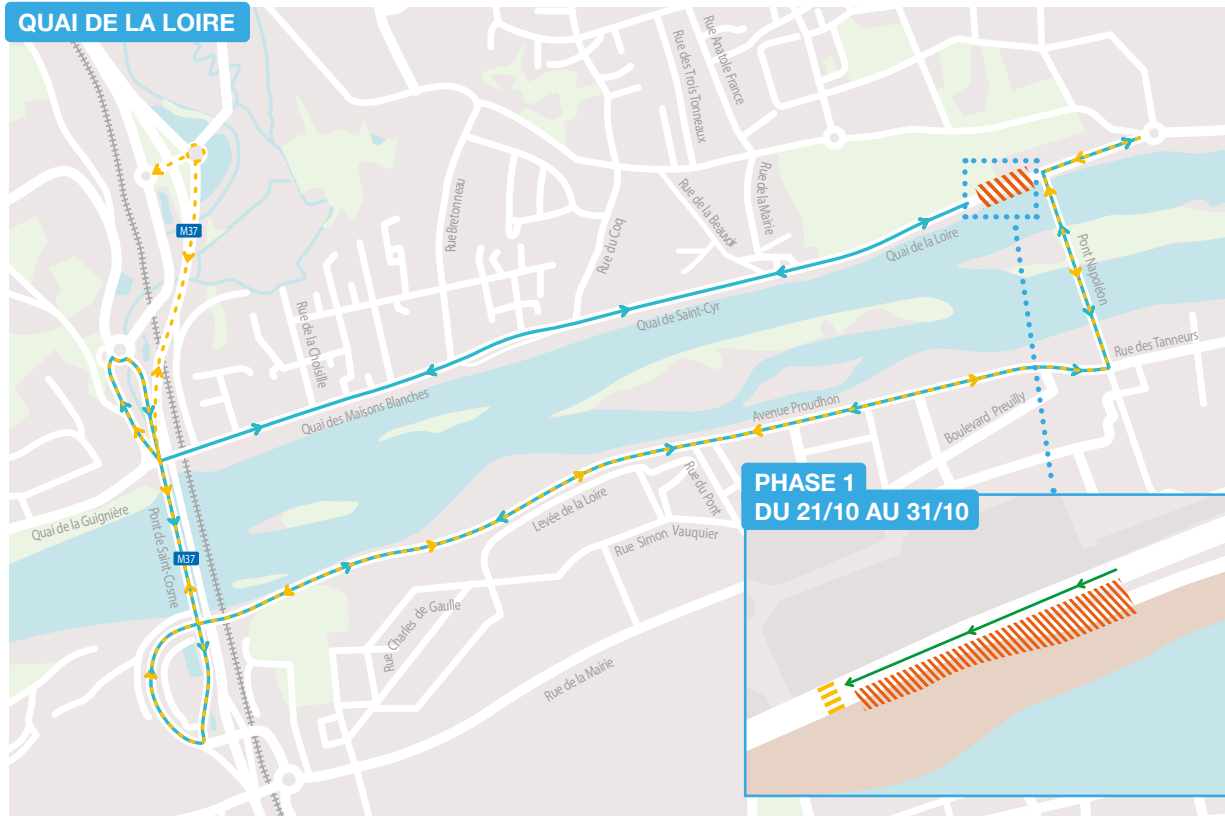 QUAI DE LA LOIRE
Rue des Trois Tonneaux
Rue Anatole France
M37
Rue Bretonneau
Rue du Coq
Rue de la Beauvoir
Rue de la Mairie
Quai de la Loire
Pont Napoléon
Rue de la Choisille
Quai de Saint-Cyr
Rue des Tanneurs
Quai des Maisons Blanches
Avenue Proudhon
Boulevard Preuilly
PHASE 1
DU 21/10 AU 31/10
Rue du Pont
Levée de la Loire
Quai de la Guignière
Pont de Saint-Cosme
M37
Rue Simon Vauquier
Rue Charles de Gaulle
Rue de la Mairie